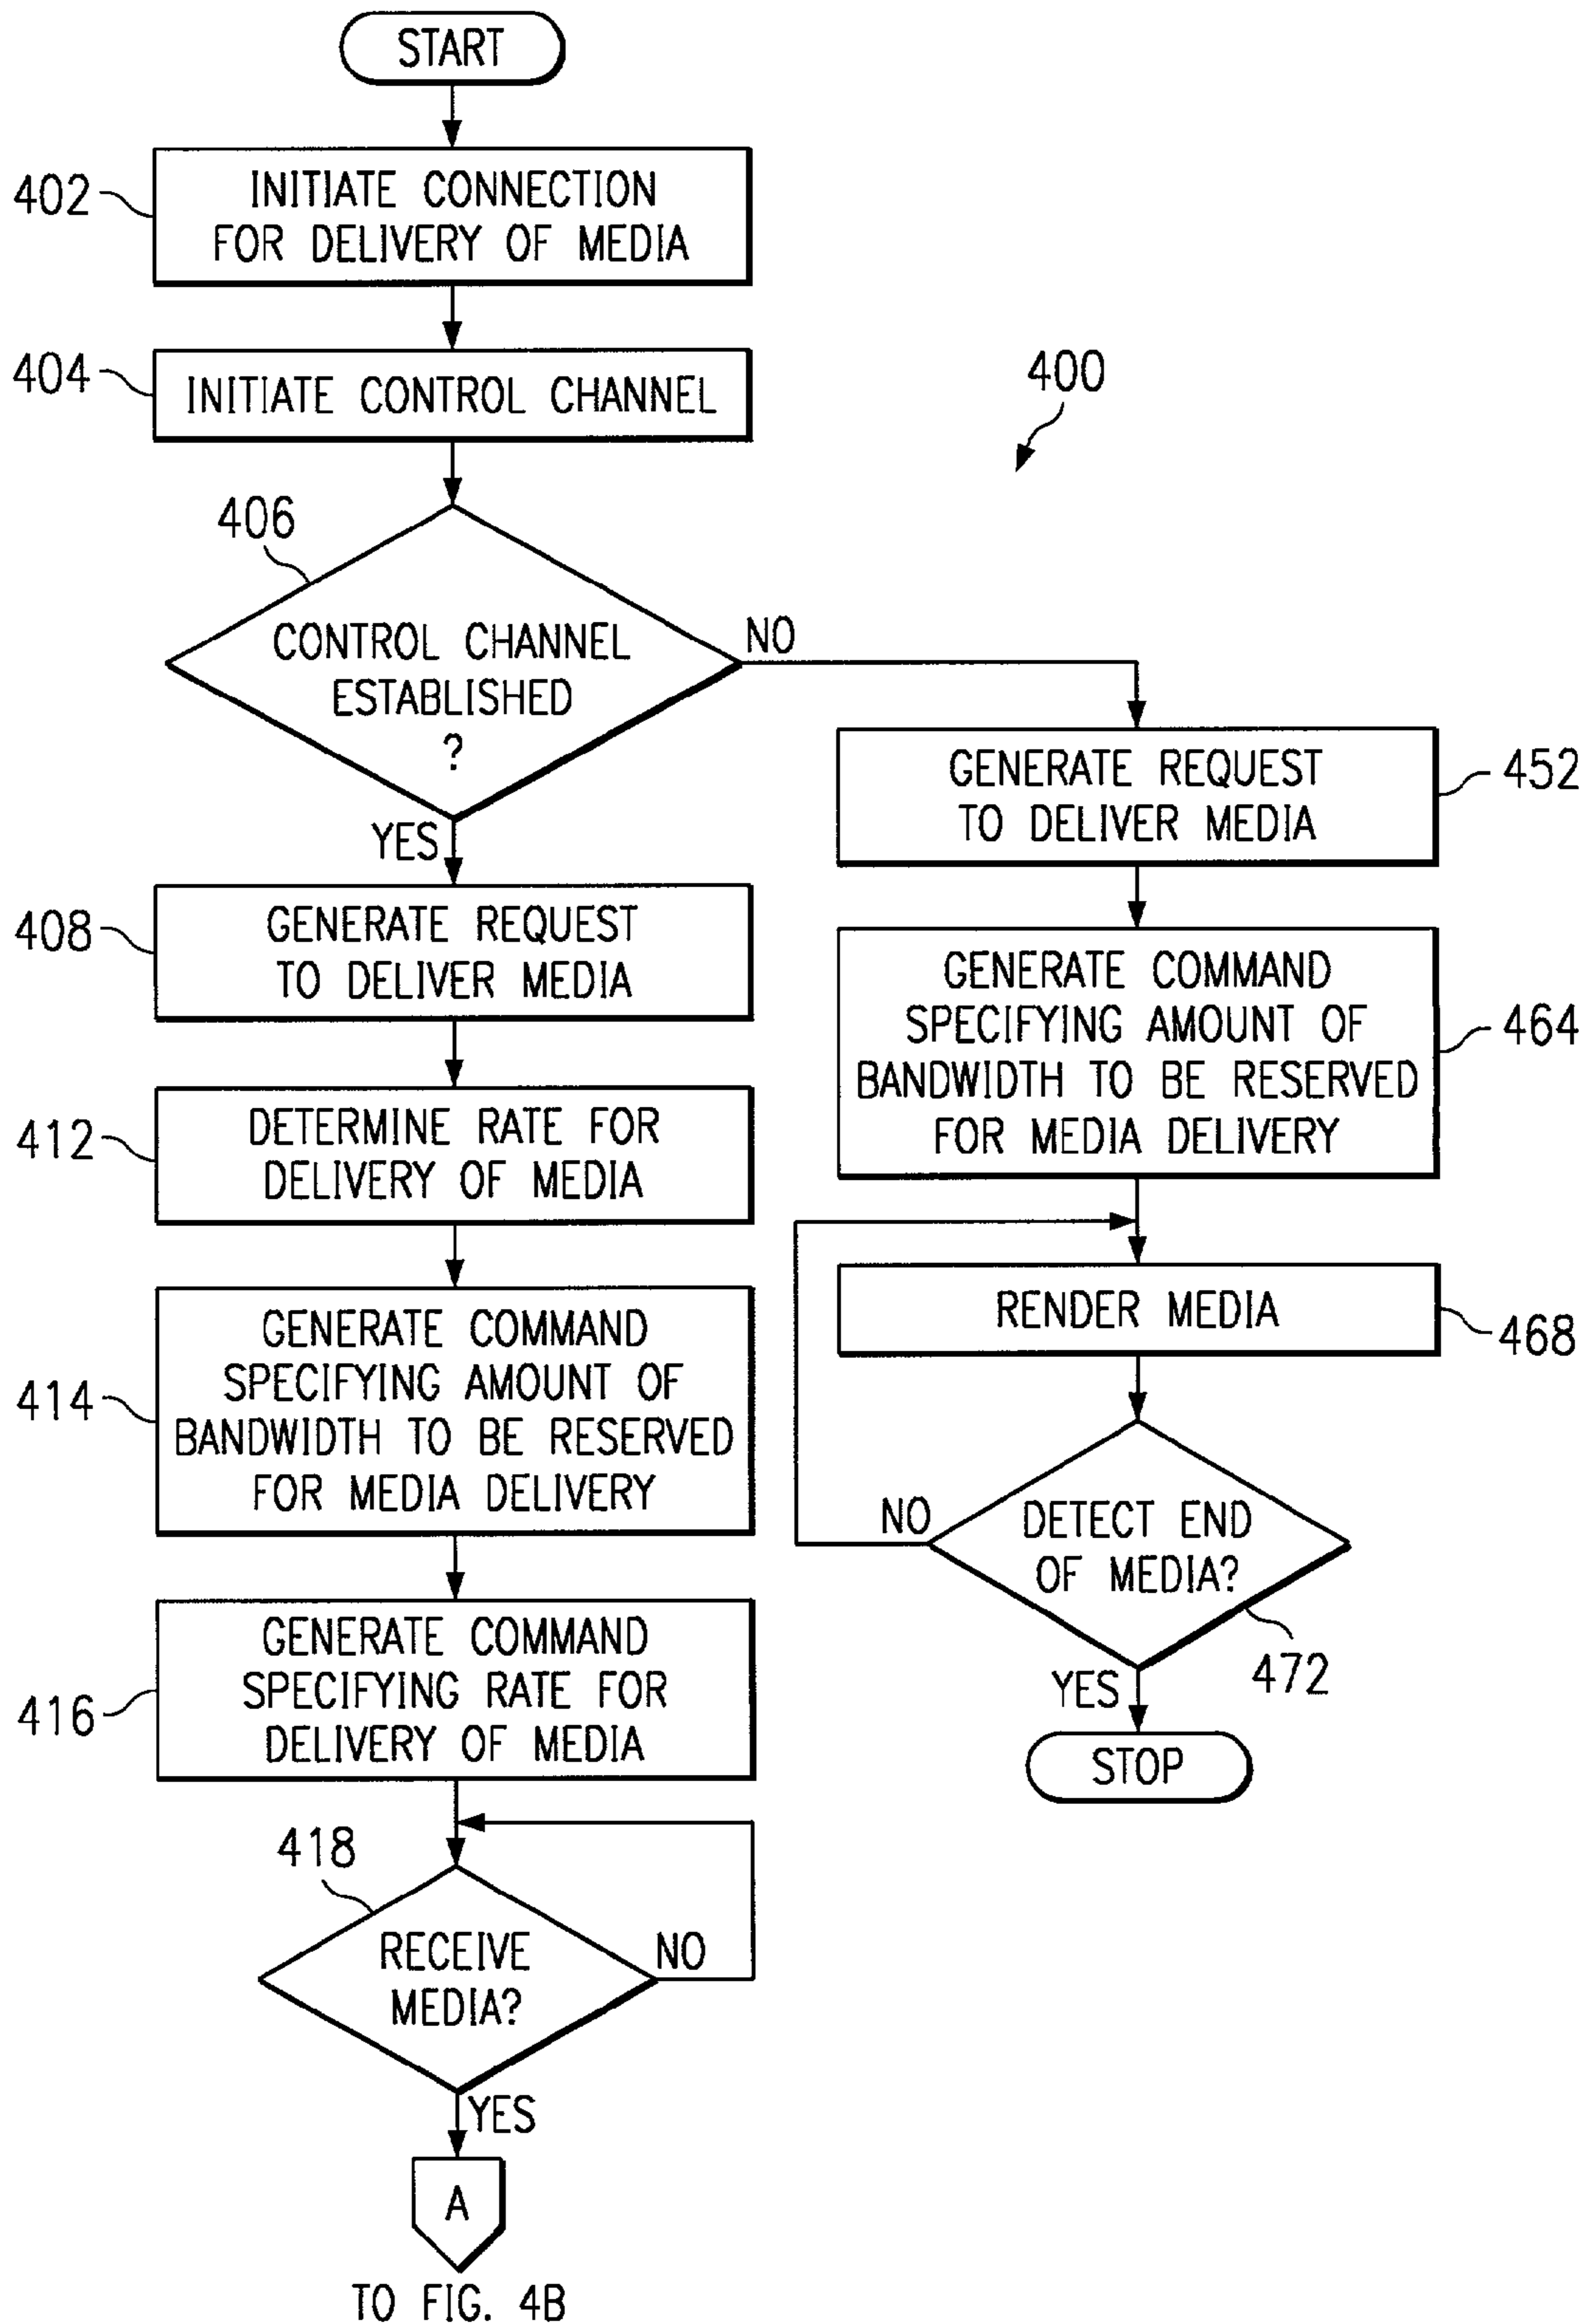 START
402
INITIATE CONNECTION
FOR DELIVERY OF MEDIA
404
INITIATE CONTROL CHANNEL
400
406
CONTROL CHANNEL
ESTABLISHED
?
NO
YES
408
GENERATE REQUEST
TO DELIVER MEDIA
412
DETERMINE RATE FOR
DELIVERY OF MEDIA
414
GENERATE COMMAND
SPECIFYING AMOUNT OF
BANDWIDTH TO BE RESERVED
FOR MEDIA DELIVERY
416
GENERATE COMMAND
SPECIFYING RATE FOR
DELIVERY OF MEDIA
418
RECEIVE
MEDIA?
NO
YES
A
TO FIG. 4B
GENERATE REQUEST
TO DELIVER MEDIA
452
GENERATE COMMAND
SPECIFYING AMOUNT OF
BANDWIDTH TO BE RESERVED
FOR MEDIA DELIVERY
464
RENDER MEDIA
468
NO
DETECT END
OF MEDIA?
472
YES
STOP